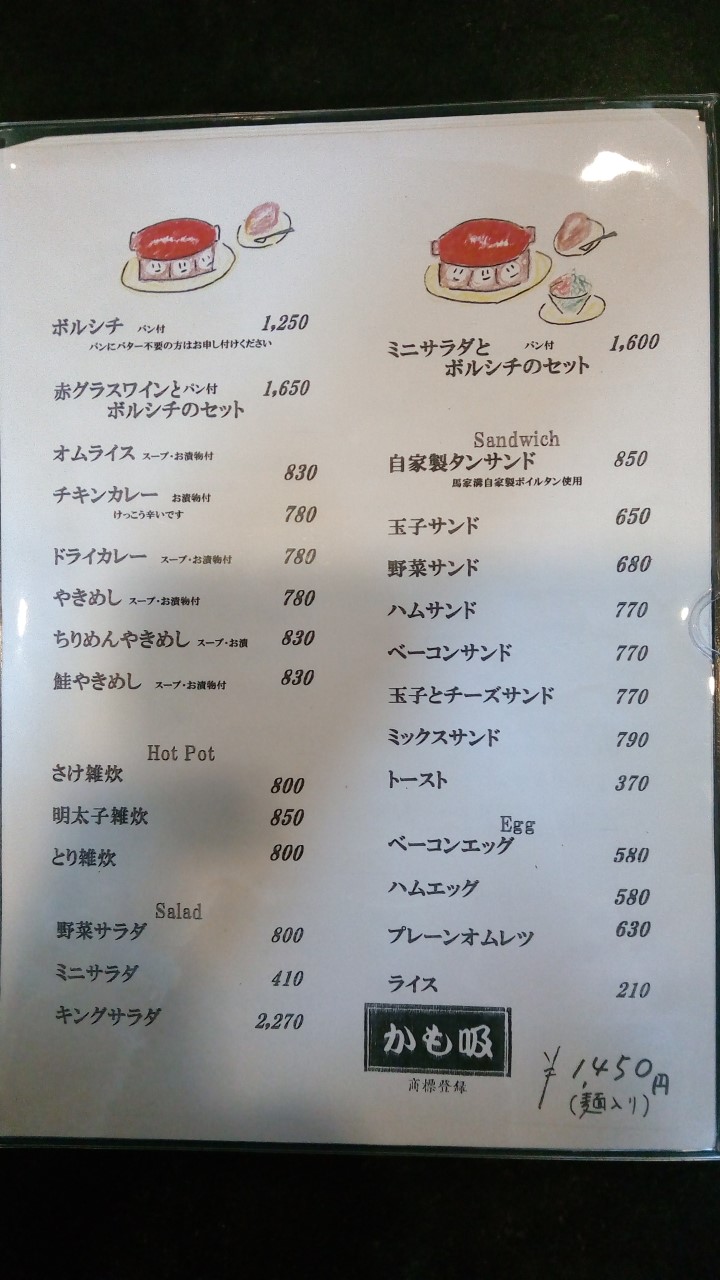 ボルシチ パン付 1,250
パンにバター不要の方はお申し付けください
赤グラスワインとパン付 1,650
ボルシチのセット
オムライス スープ・お漬物付 830
チキンカレー お漬物付
けっこう辛いです 780
ドライカレー スープ・お漬物付 780
やきめし スープ・お漬物付 780
ちりめんやきめし スープ・お漬 830
鮭やきめし スープ・お漬物付 830
Hot Pot
さけ雑炊 800
明太子雑炊 850
とり雑炊 800
Salad
野菜サラダ 800
ミニサラダ 410
キングサラダ 2,270
ミニサラダと パン付 1,600
ボルシチのセット
Sandwich
自家製タンサンド 850
馬家溝自家製ボイルタン使用
玉子サンド 650
野菜サンド 680
ハムサンド 770
ベーコンサンド 770
玉子とチーズサンド 770
ミックスサンド 790
トースト 370
Egg
ベーコンエッグ 580
ハムエッグ 580
プレーンオムレツ 630
ライス 210
かも吸
商標登録
¥1,450円
(麺入り)